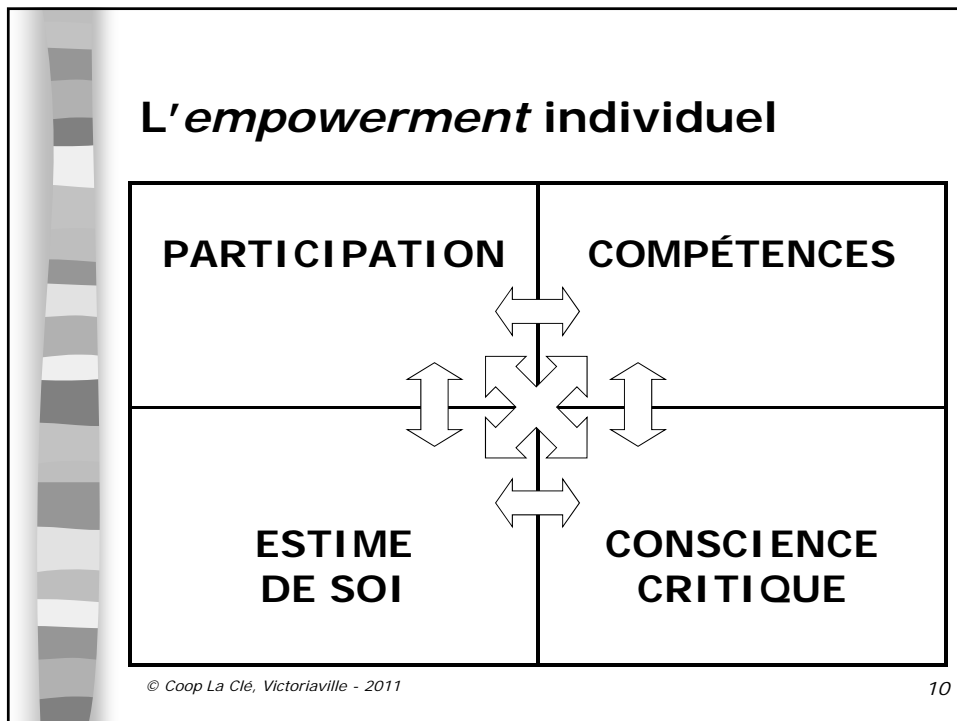 L'empowerment individuel
PARTICIPATION
COMPÉTENCES
ESTIME
DE SOI
CONSCIENCE
CRITIQUE
© Coop La Clé, Victoriaville - 2011
10